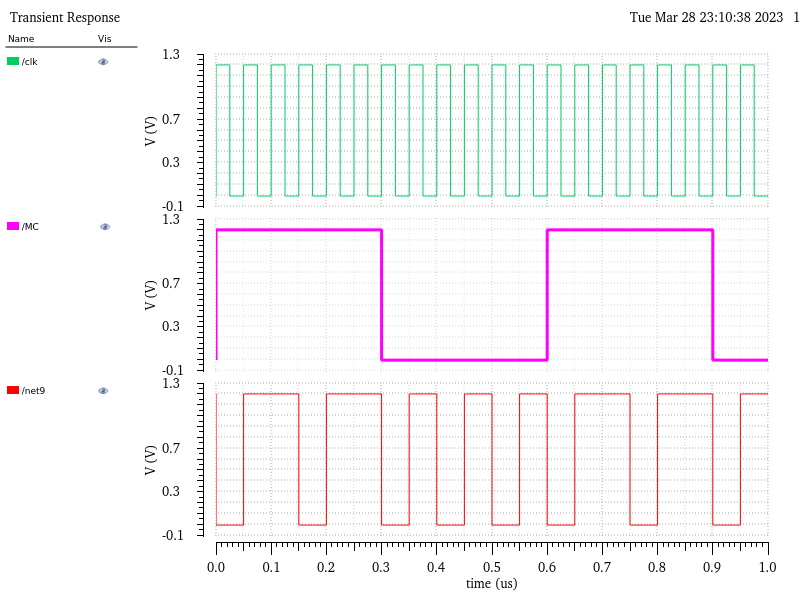 Transient Response Tue Mar 28 23:10:38 2023 1
Name Vis
/clk
1.3
0.7
0.3
-0.1
V (V)
/MC
1.3
0.7
0.3
-0.1
V (V)
/net9
1.3
0.7
0.3
-0.1
V (V)
0.0 0.1 0.2 0.3 0.4 0.5 0.6 0.7 0.8 0.9 1.0
time (us)